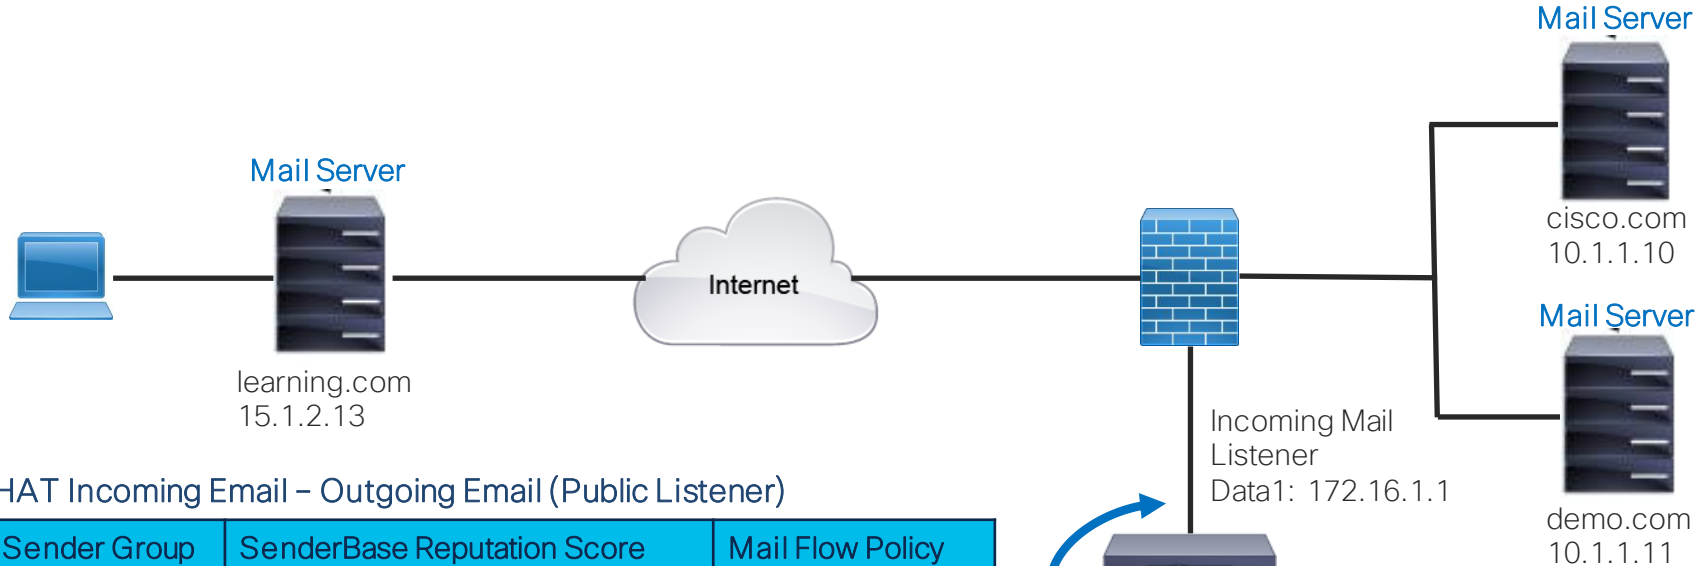 Mail Server
Mail Server
Internet
cisco.com
10.1.1.10
Mail Server
learning.com
15.1.2.13
Incoming Mail
Listener
Data1: 172.16.1.1
HAT Incoming Email – Outgoing Email (Public Listener)
demo.com
10.1.1.11
Sender Group SenderBase Reputation Score Mail Flow Policy